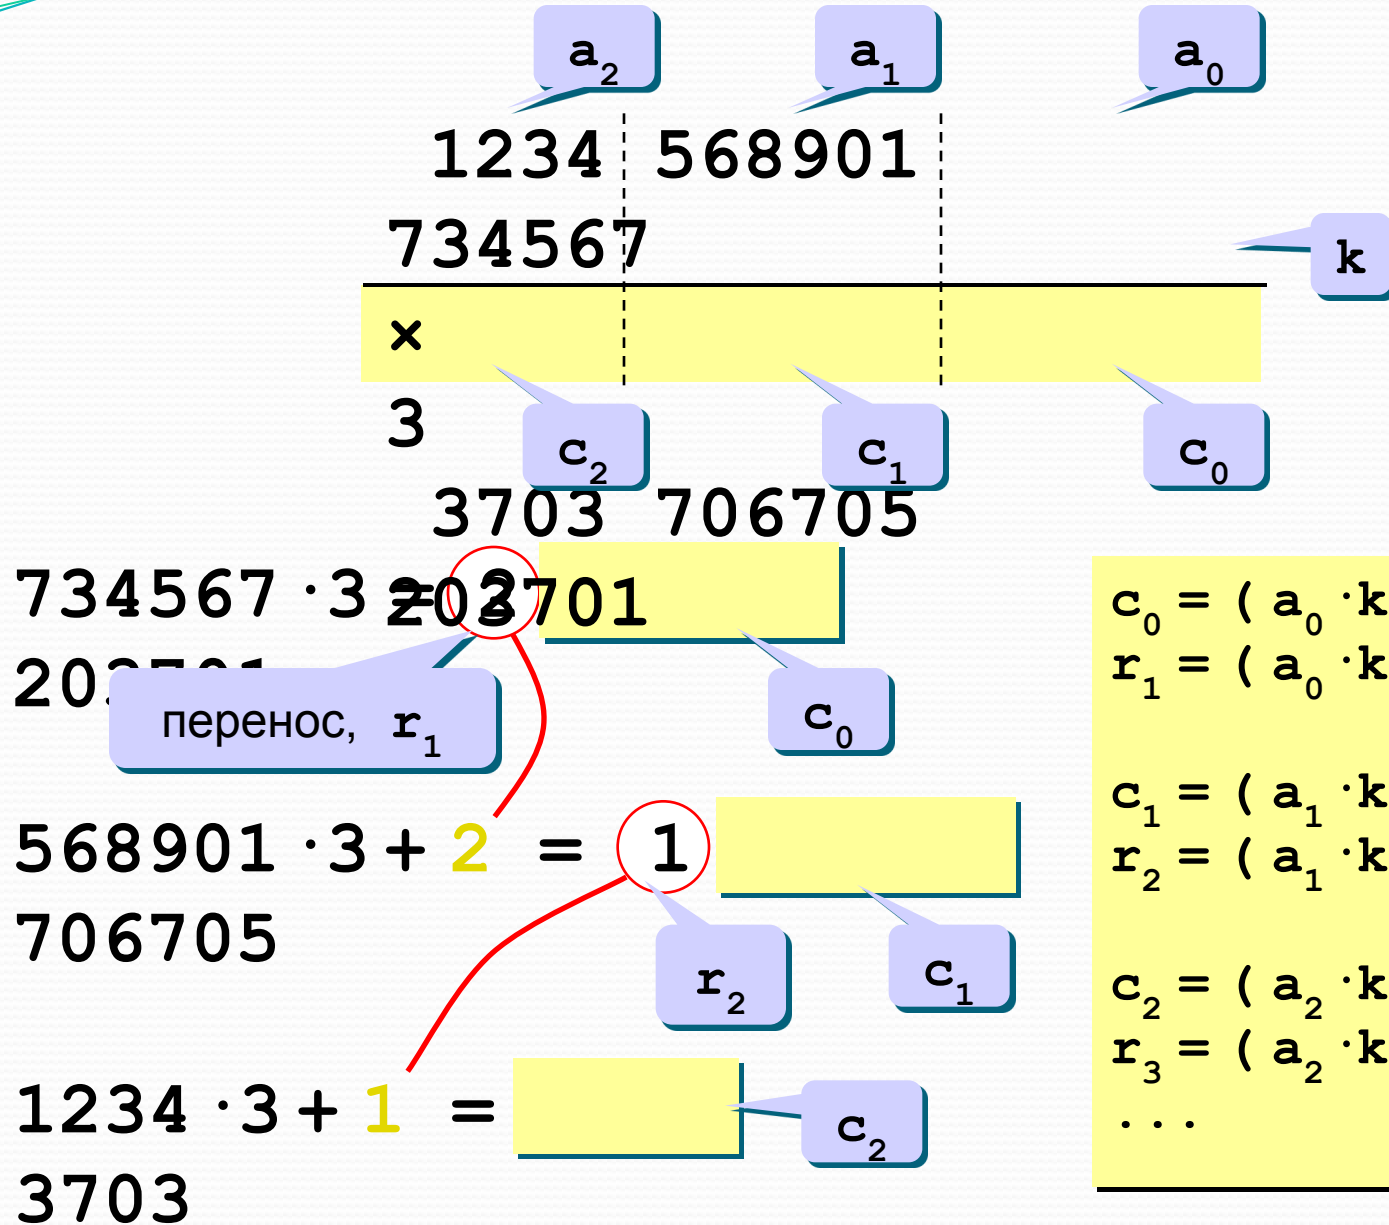 a2 a1 a0
1234 568901
734567
k
×
3
c2 c1 c0
3703 706705
203701
734567·3 = 2
перенос, r1
c0
568901·3+2 = 1
706705
r2
c1
1234·3+1 =
3703
c2
c0 = (a0·k
r1 = (a0·k
c1 = (a1·k
r2 = (a1·k
c2 = (a2·k
r3 = (a2·k
...